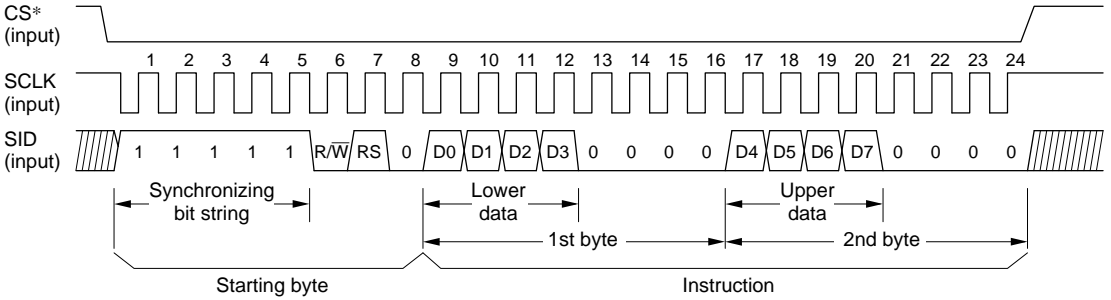 CS*
(input)
1 2 3 4 5 6 7 8 9 10 11 12 13 14 15 16 17 18 19 20 21 22 23 24
SCLK
(input)
SID
(input)
1 1 1 1 1 R/W̅ RS 0 D0 D1 D2 D3 0 0 0 0 D4 D5 D6 D7 0 0 0 0
Synchronizing
bit string
Lower
data
Upper
data
1st byte
2nd byte
Starting byte
Instruction